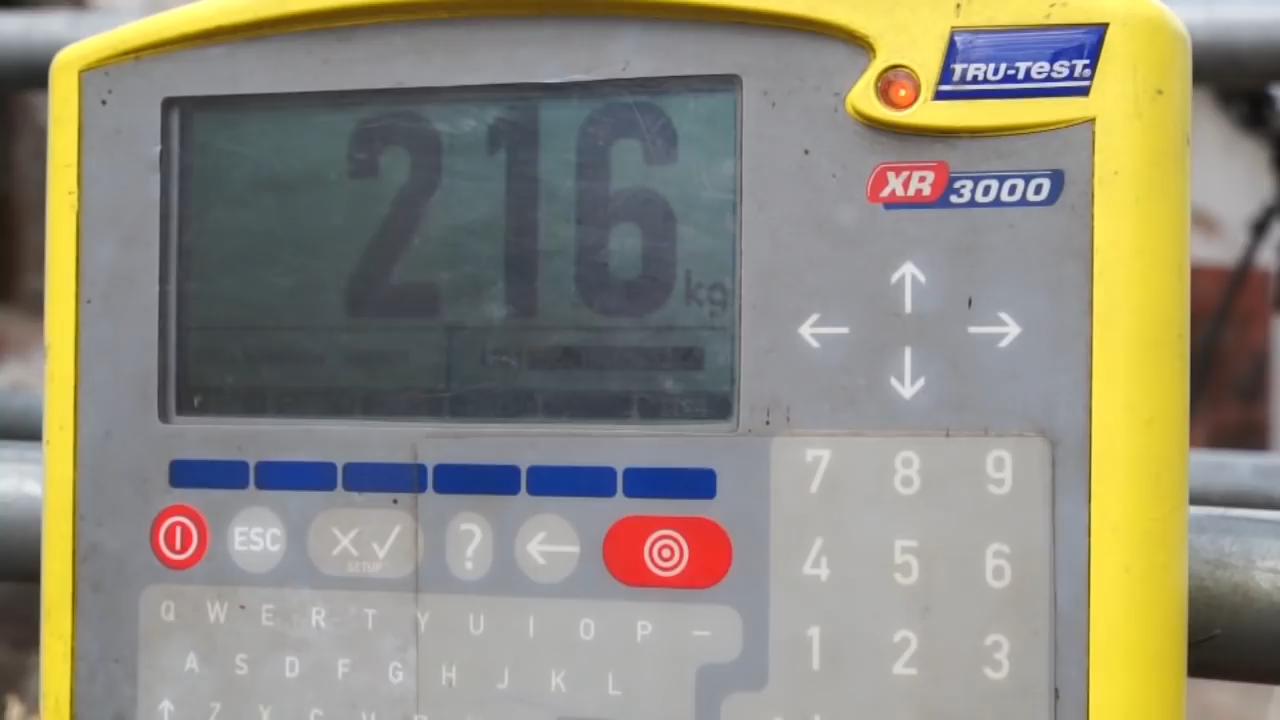 TRU-TEST®
XR 3000
216 kg
ESC
SETUP
?
7 8 9
4 5 6
1 2 3
Q W E R T Y U I O P –
A S D F G H J K L